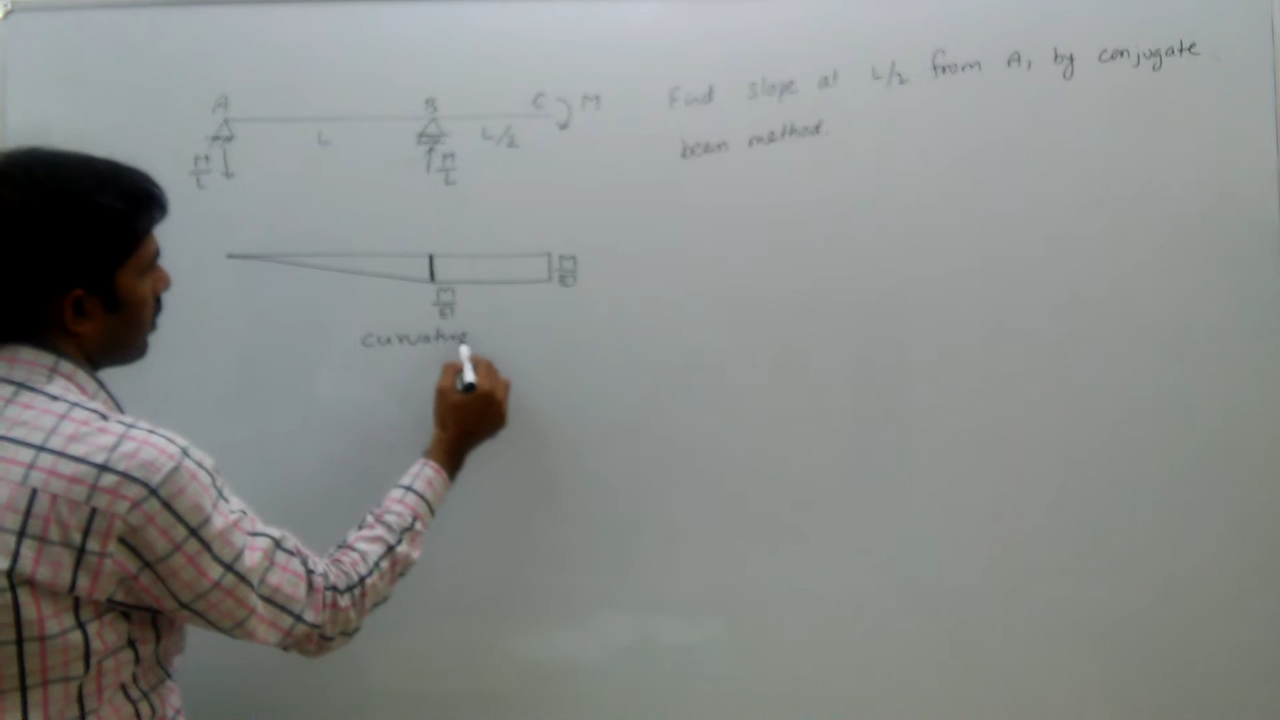 Find slope at L/2 from A, by conjugate
beam method.
A B C M
L L/2
M/L M/L
M/EI
M/EI
curvature